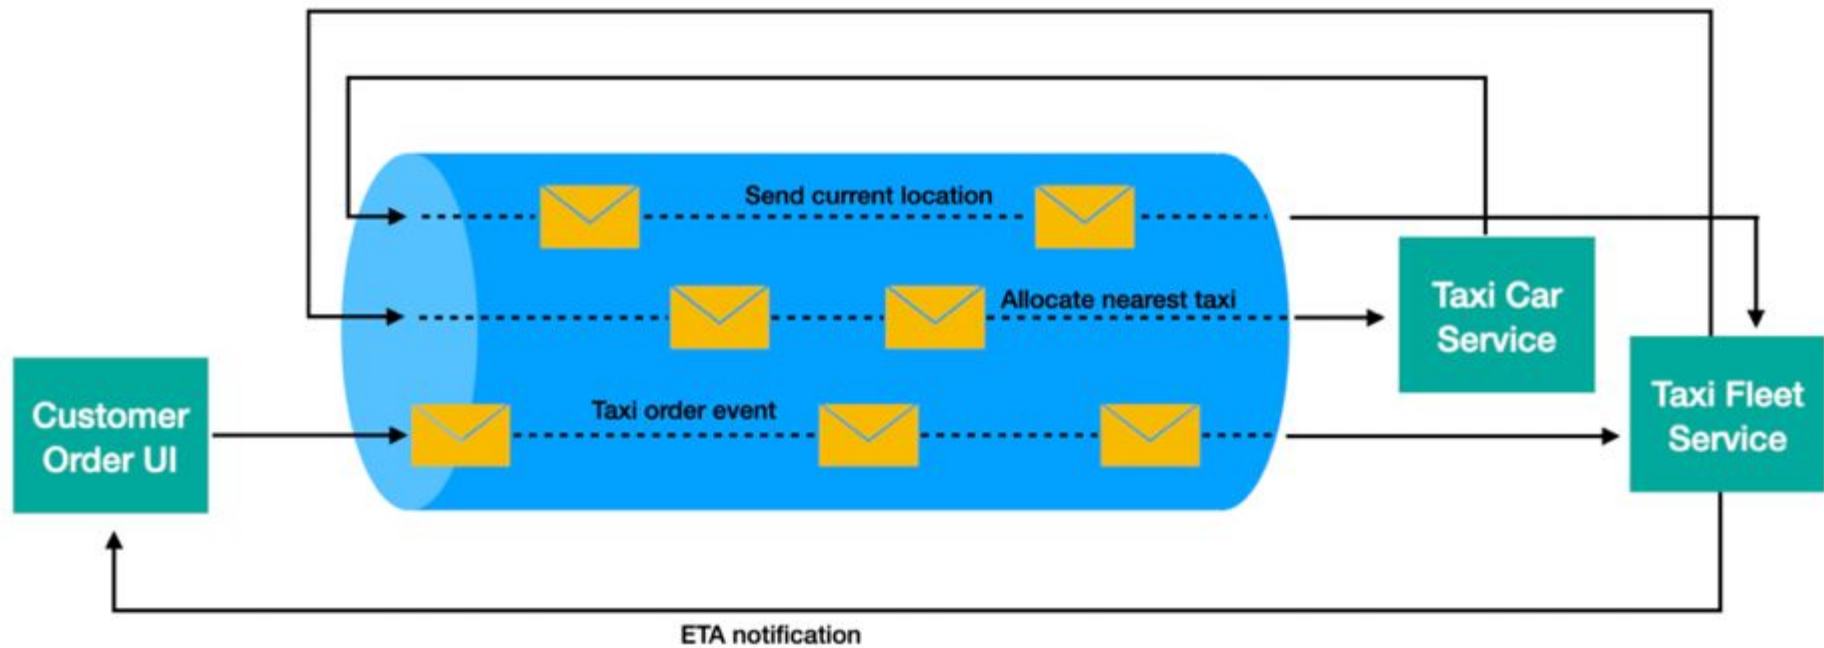 Send current location
Allocate nearest taxi
Taxi Car
Service
Taxi order event
Customer
Order UI
Taxi Fleet
Service
ETA notification